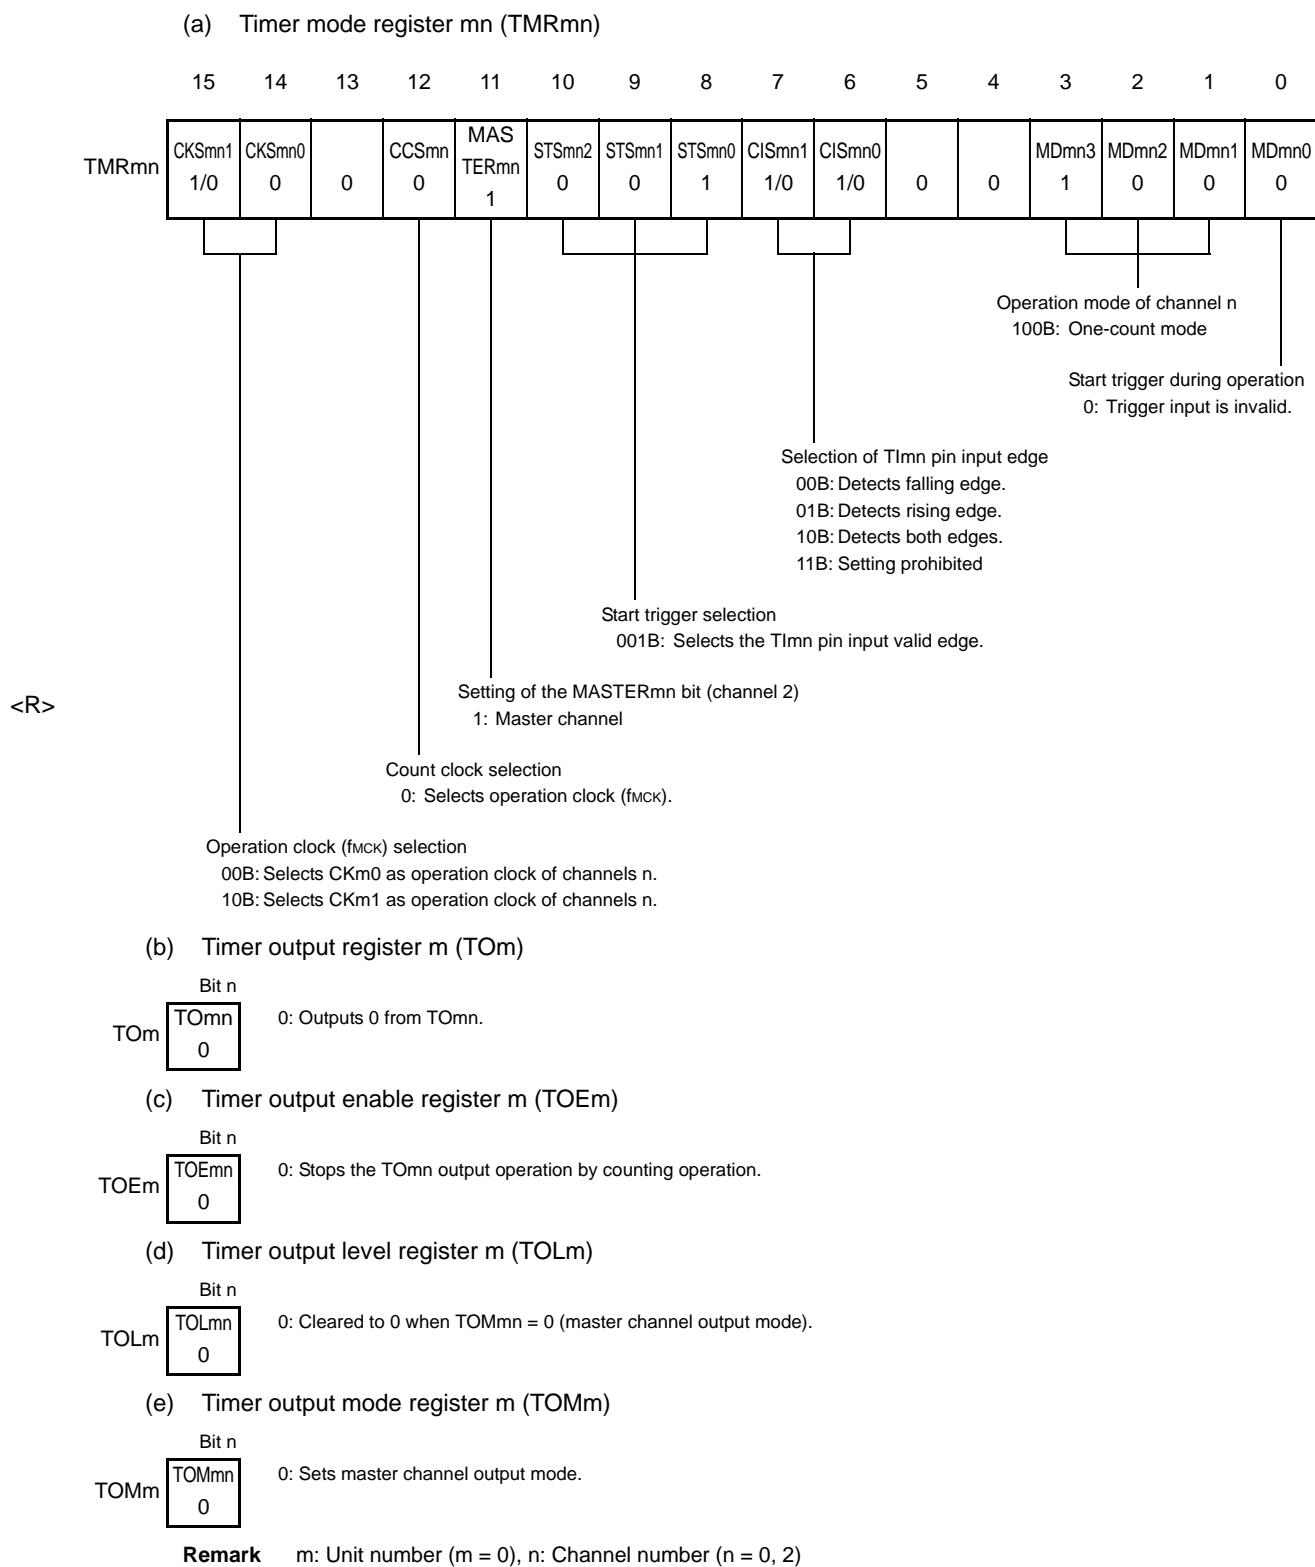 (a) Timer mode register mn (TMRmn)
15 14 13 12 11 10 9 8 7 6 5 4 3 2 1 0
TMRmn
CKSmn1 CKSmn0 CCSmn MAS STSmn2 STSmn1 STSmn0 CISmn1 CISmn0 MDmn3 MDmn2 MDmn1 MDmn0
TERmn
1/0 0 0 0 1 0 0 1 1/0 1/0 0 0 1 0 0 0
Operation mode of channel n
100B: One-count mode
Start trigger during operation
0: Trigger input is invalid.
Selection of TImn pin input edge
00B: Detects falling edge.
01B: Detects rising edge.
10B: Detects both edges.
11B: Setting prohibited
Start trigger selection
001B: Selects the TImn pin input valid edge.
<R>
Setting of the MASTERmn bit (channel 2)
1: Master channel
Count clock selection
0: Selects operation clock (fMCK).
Operation clock (fMCK) selection
00B: Selects CKm0 as operation clock of channels n.
10B: Selects CKm1 as operation clock of channels n.
(b) Timer output register m (TOm)
Bit n
TOm
TOmn
0
0: Outputs 0 from TOmn.
(c) Timer output enable register m (TOEm)
Bit n
TOEm
TOEmn
0
0: Stops the TOmn output operation by counting operation.
(d) Timer output level register m (TOLm)
Bit n
TOLm
TOLmn
0
0: Cleared to 0 when TOMmn = 0 (master channel output mode).
(e) Timer output mode register m (TOMm)
Bit n
TOMm
TOMmn
0
0: Sets master channel output mode.
Remark m: Unit number (m = 0), n: Channel number (n = 0, 2)